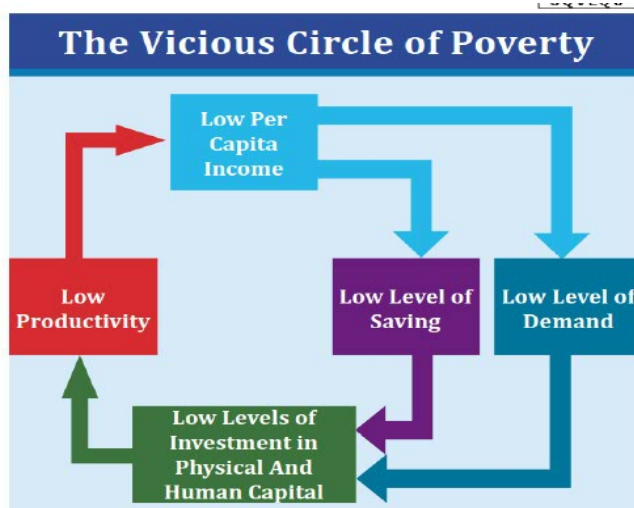 The Vicious Circle of Poverty
Low Per
Capita
Income
Low
Productivity
Low Level of
Saving
Low Level of
Demand
Low Levels of
Investment in
Physical And
Human Capital